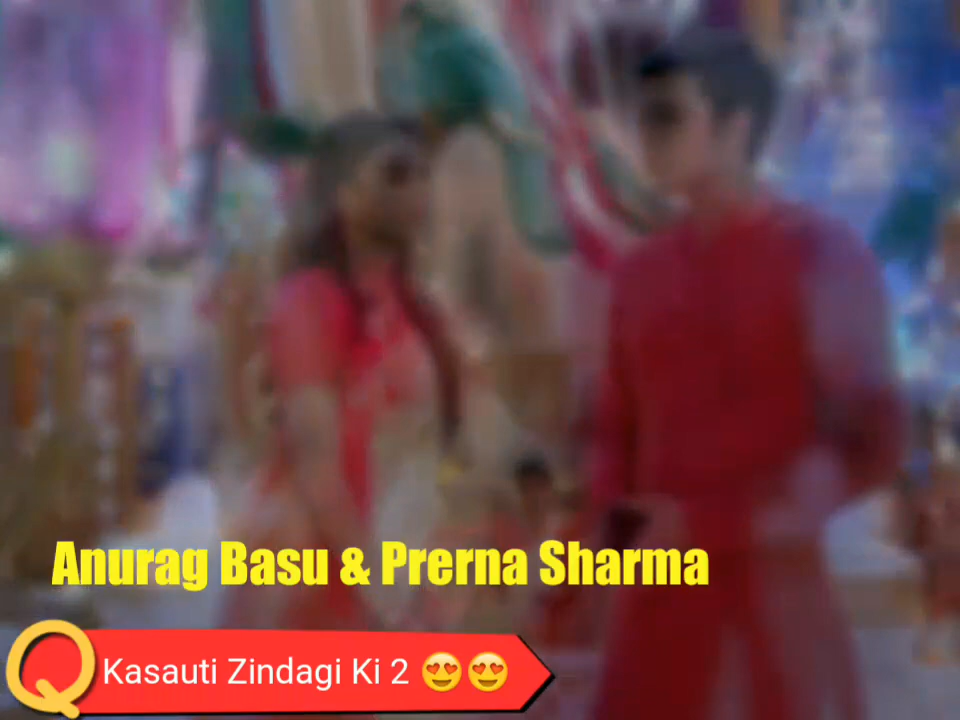 Anurag Basu & Prerna Sharma
Q Kasauti Zindagi Ki 2 😍😍